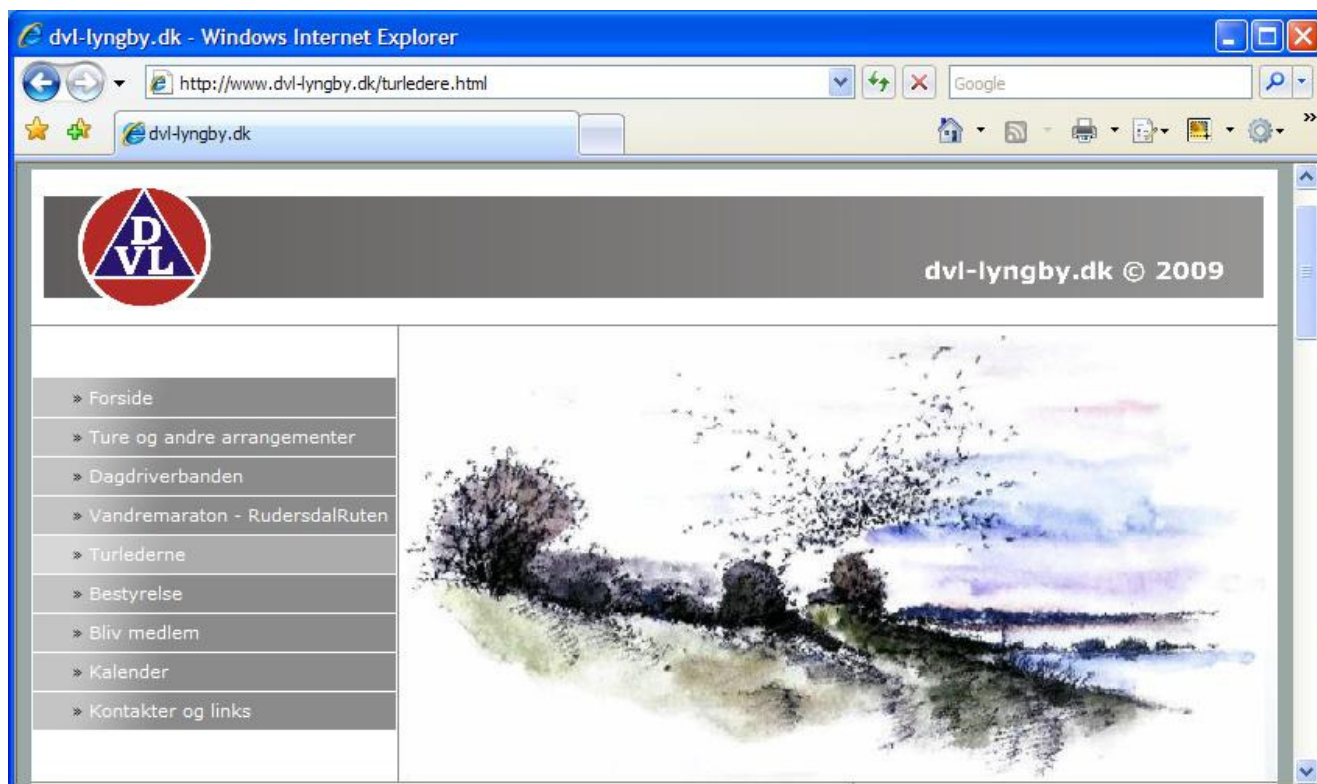 dvl-lyngby.dk - Windows Internet Explorer
http://www.dvl-lyngby.dk/turledere.html
Google
dvl-lyngby.dk
D
VL
dvl-lyngby.dk © 2009
» Forside
» Ture og andre arrangementer
» Dagdriverbanden
» Vandremaraton - RudersdalRuten
» Turlederne
» Bestyrelse
» Bliv medlem
» Kalender
» Kontakter og links